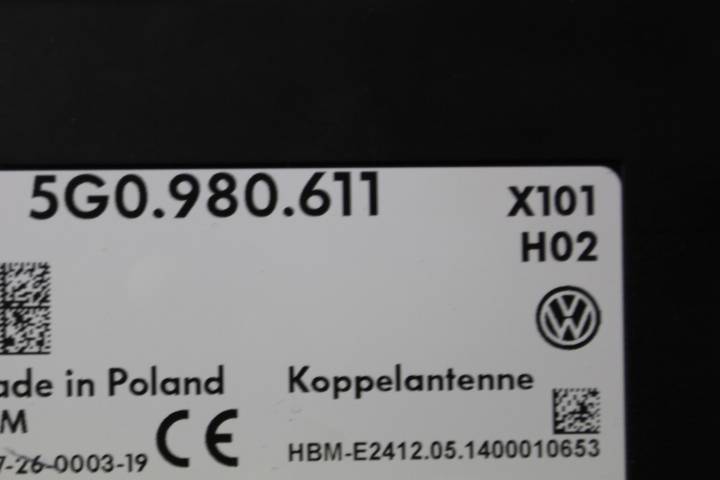 5G0.980.611 X101
H02
ade in Poland Koppelantenne
M
7-26-0003-19 CE HBM-E2412.05.1400010653